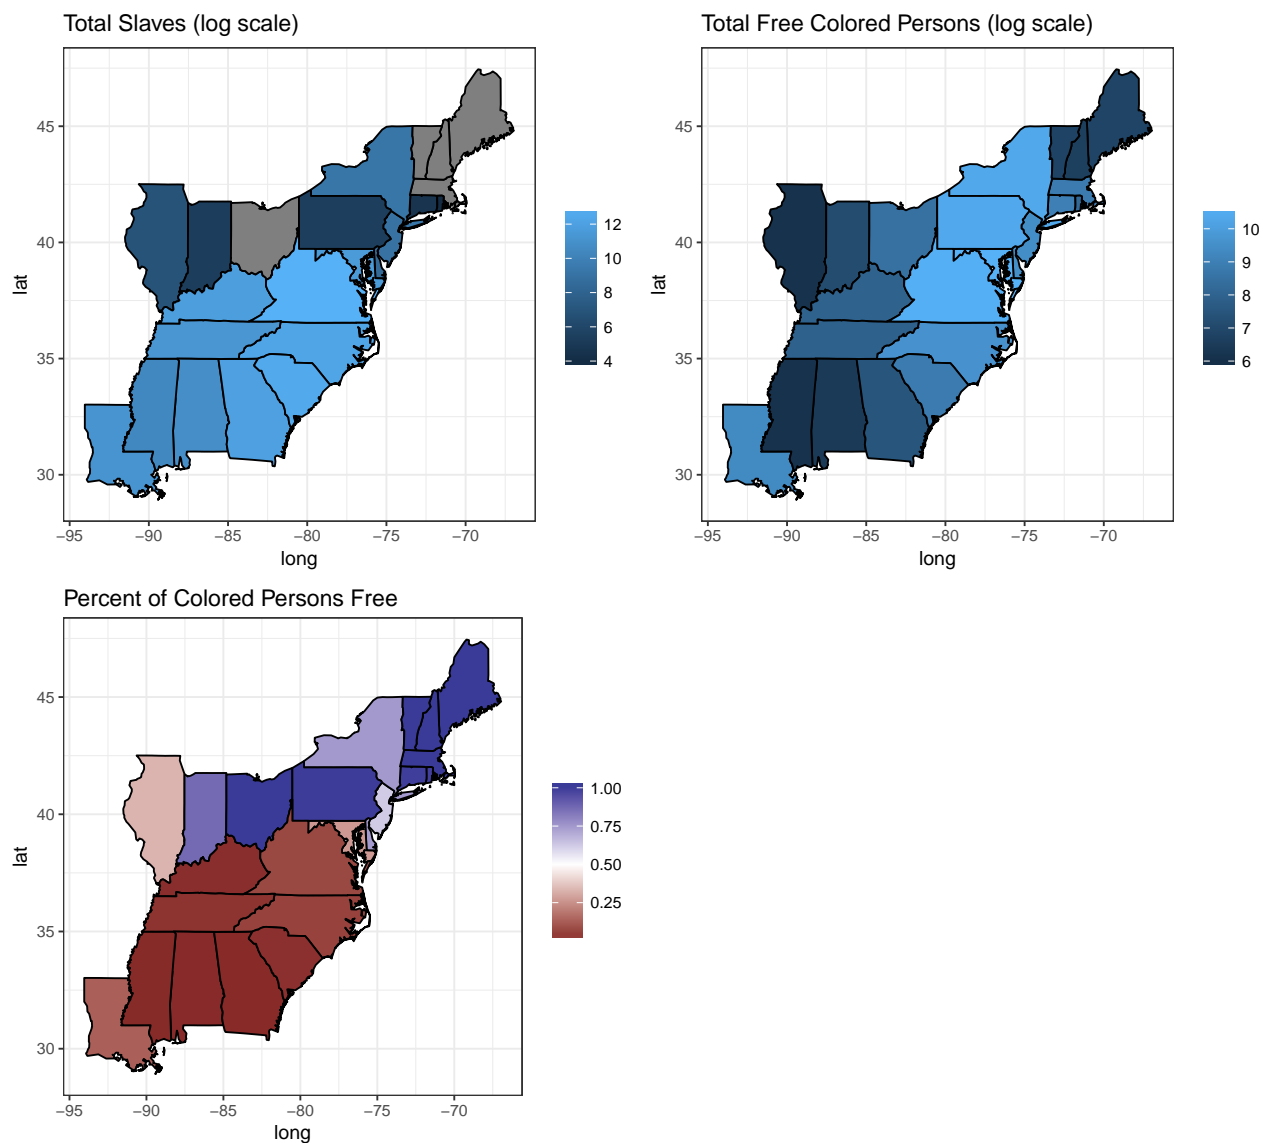 Total Slaves (log scale)
45
40
35
30
lat
−95 −90 −85 −80 −75 −70
long
12
10
8
6
4
Total Free Colored Persons (log scale)
45
40
35
30
lat
−95 −90 −85 −80 −75 −70
long
10
9
8
7
6
Percent of Colored Persons Free
45
40
35
30
lat
−95 −90 −85 −80 −75 −70
long
1.00
0.75
0.50
0.25